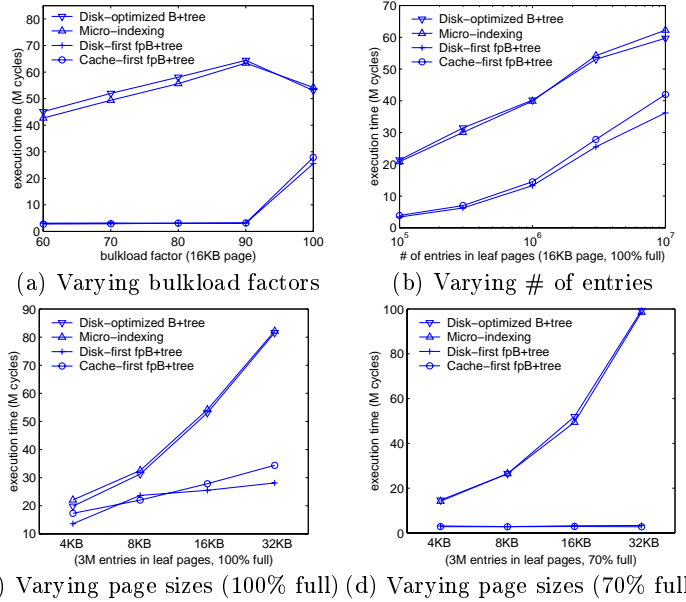 70
Disk-optimized B+tree
Micro-indexing
Disk-first fpB+tree
Cache-first fpB+tree
execution time (M cycles)
80
70
60
50
40
30
20
10
0
60 70 80 90 100
bulkload factor (16KB page)
(a) Varying bulkload factors
Disk-optimized B+tree
Micro-indexing
Disk-first fpB+tree
Cache-first fpB+tree
execution time (M cycles)
60
50
40
30
20
10
0
10^5 10^6 10^7
# of entries in leaf pages (16KB page, 100% full)
(b) Varying # of entries
90
Disk-optimized B+tree
Micro-indexing
Disk-first fpB+tree
Cache-first fpB+tree
execution time (M cycles)
80
70
60
50
40
30
20
10
4KB 8KB 16KB 32KB
(3M entries in leaf pages, 100% full)
) Varying page sizes (100% full)
100
Disk-optimized B+tree
Micro-indexing
Disk-first fpB+tree
Cache-first fpB+tree
execution time (M cycles)
80
60
40
20
0
4KB 8KB 16KB 32KB
(3M entries in leaf pages, 70% full)
(d) Varying page sizes (70% full